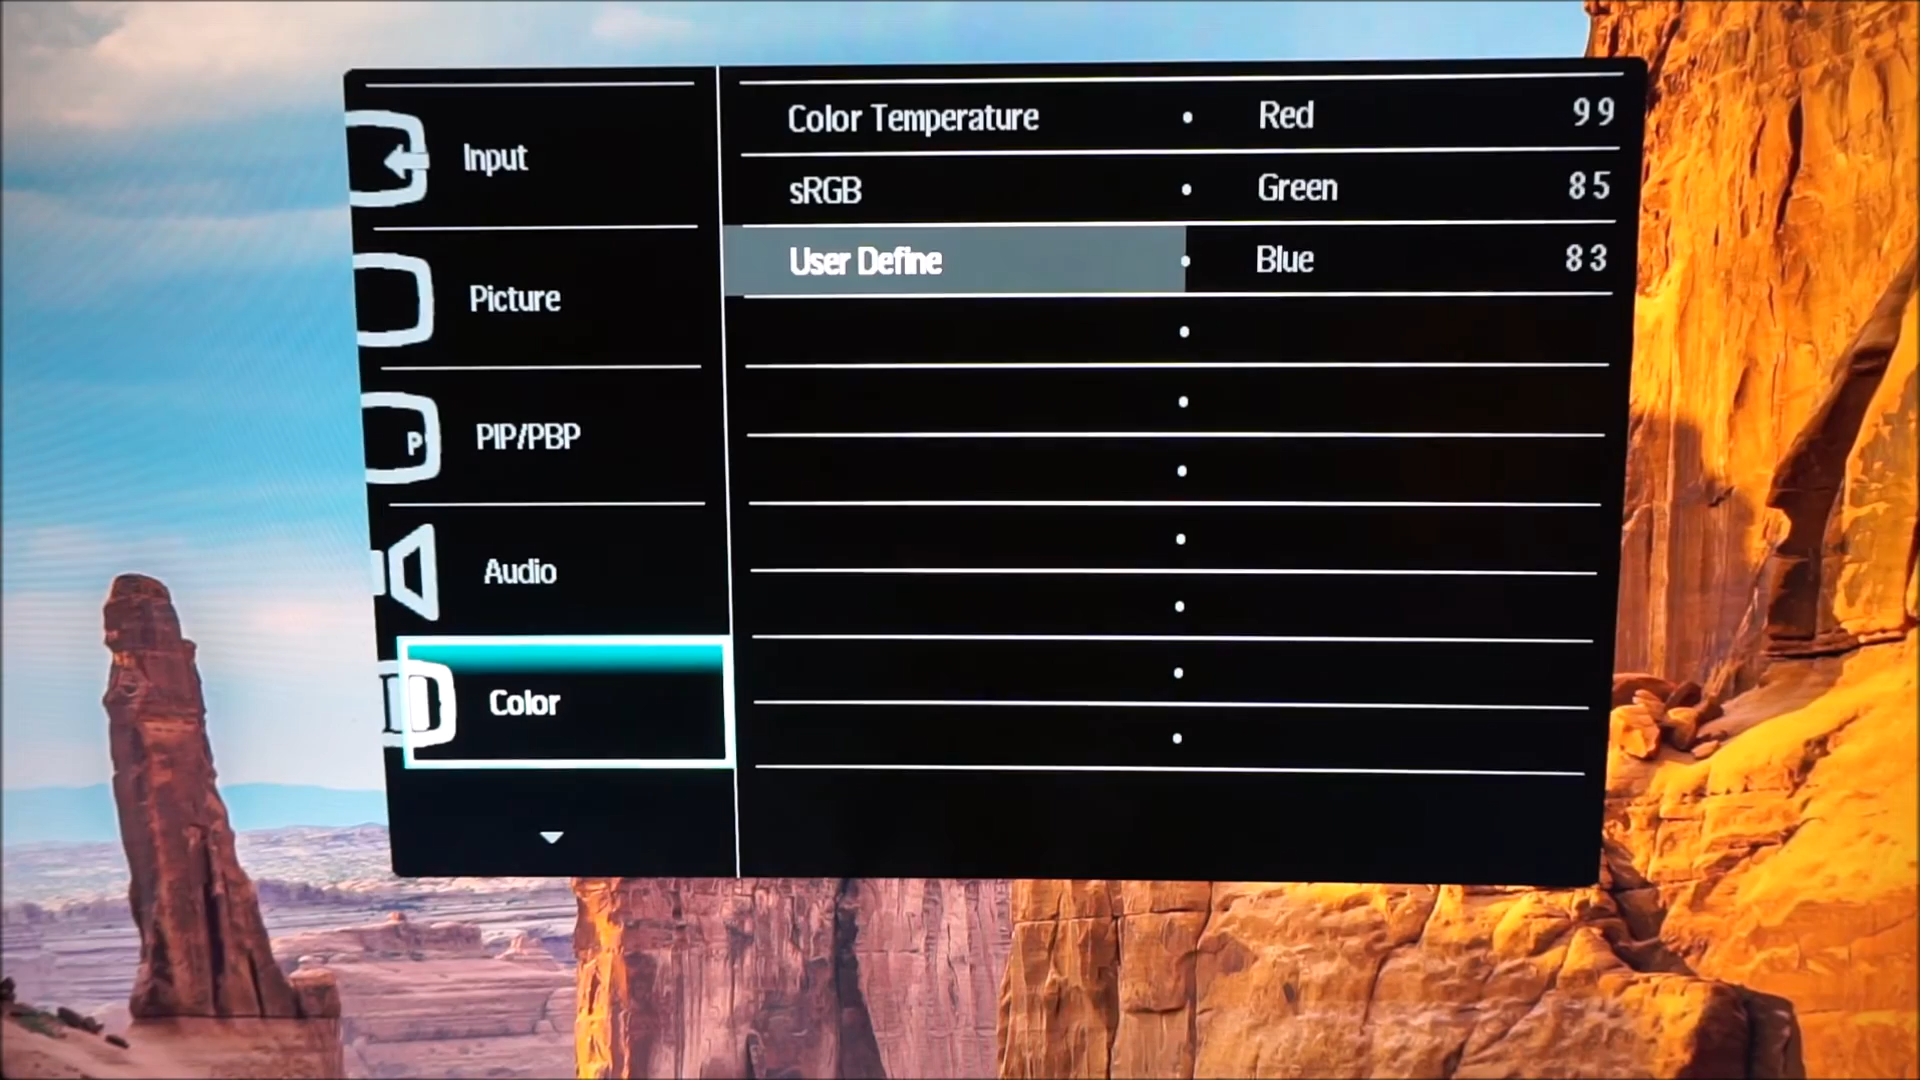 Input
Picture
P
PIP/PBP
Audio
Color
Color Temperature
sRGB
User Define
Red 99
Green 85
Blue 83